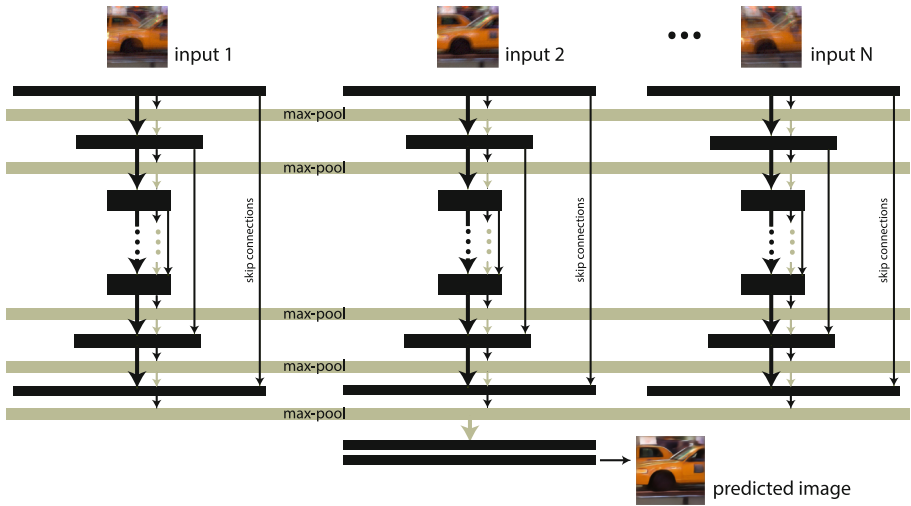 input 1
input 2
input N
max-pool
max-pool
skip connections
skip connections
skip connections
max-pool
max-pool
max-pool
predicted image